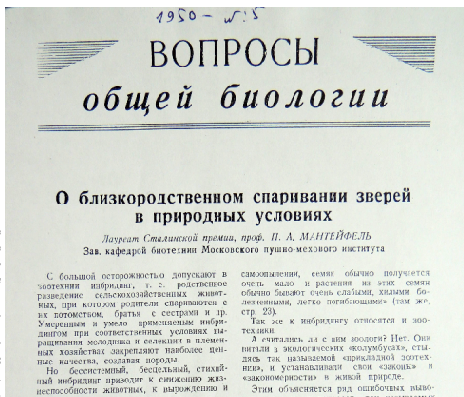 1950 – №5
ВОПРОСЫ
общей биологии
О близкородственном спаривании зверей
в природных условиях
Лауреат Сталинской премии, проф. П. А. МАНТЕЙФЕЛЬ
Зав. кафедрой биотехнии Московского пушно-мехового института
С большой осторожностью допускают в
зоотехнии инбридинг, т. е. родственное
разведение сельскохозяйственных живот-
ных, при котором родители спариваются с
их потомством, братья с сестрами и др.
Умеренный и умело применяемый инбри-
динг при соответственных условиях вы-
ращивания молодняка и селекции в племен-
ных хозяйствах закрепляют наиболее цен-
ные качества, создавая породы.
Но бессистемный, бесцельный, стихий-
ный инбридинг приводит к снижению жиз-
неспособности животных, к вырождению и
самоопылении, семян обычно получается
очень мало и растения из этих семян
обычно бывают очень слабыми, хилыми бо-
лезненными, легко погибающими» (там же,
стр. 23).
Так же к инбридингу относятся и зоо-
техники.
А считались ли с ним зоологи? Нет. Они
витали в экологических «колумбусах», сты-
дясь так называемой «прикладной зоотех-
нии», и устанавливали свои «законы» и
«закономерности» в живой природе.
Этим объясняется ряд ошибочных выво-